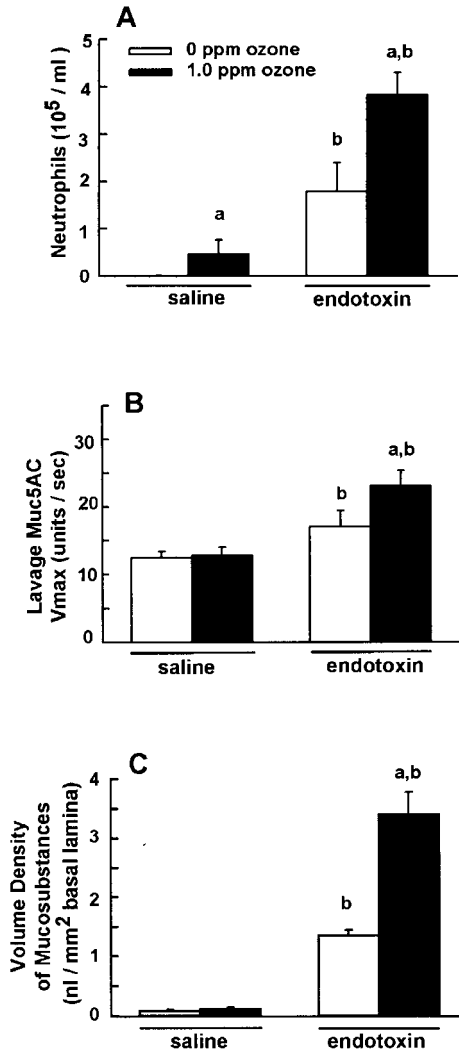 A
5
4
3
2
1
0
Neutrophils (10⁵ / ml)
0 ppm ozone
1.0 ppm ozone
a
b
a,b
saline
endotoxin
B
30
20
10
0
Lavage Muc5AC
Vmax (units / sec)
b
a,b
saline
endotoxin
C
4
3
2
1
0
Volume Density
of Mucosubstances
(nl / mm² basal lamina)
b
a,b
saline
endotoxin